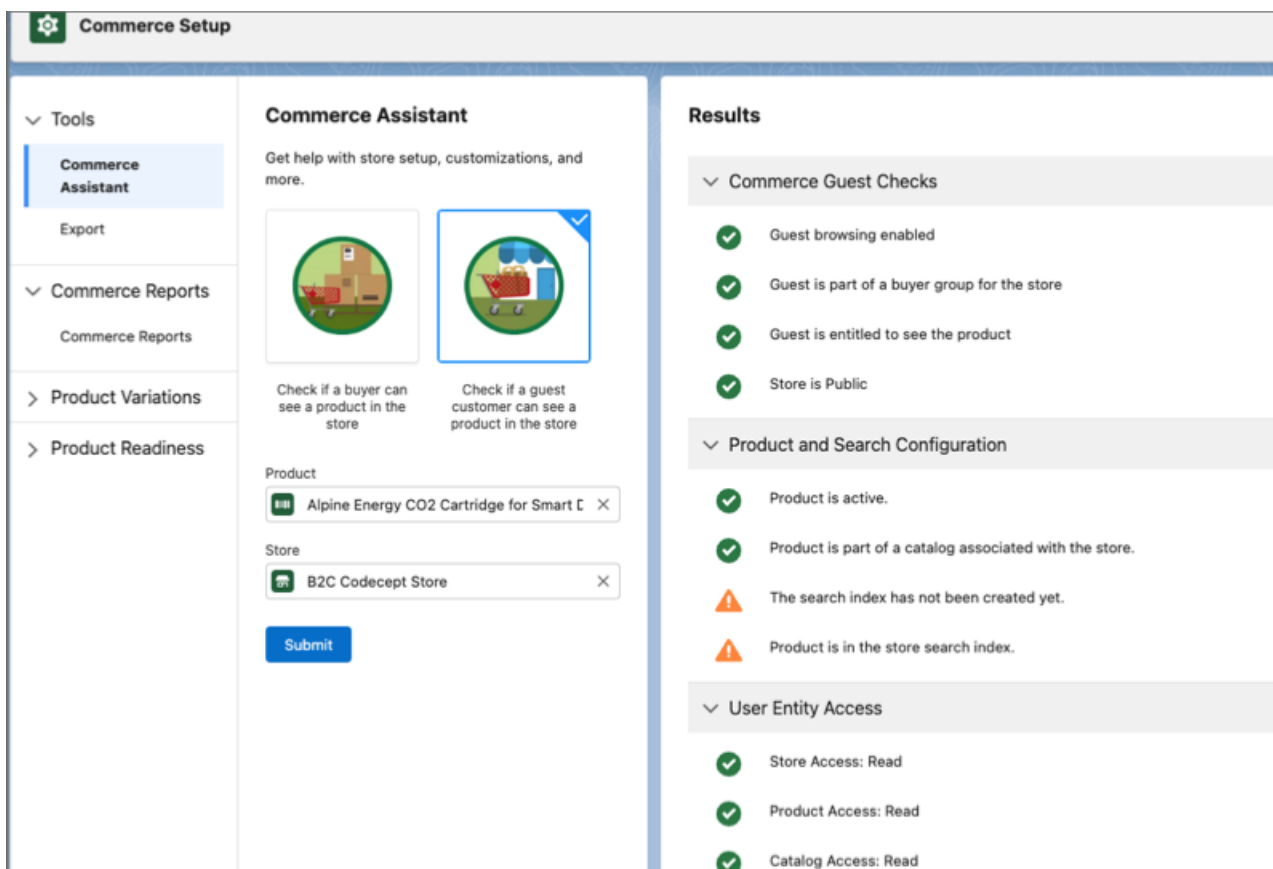 Commerce Setup
Tools
Commerce
Assistant
Export
Commerce Reports
Commerce Reports
Product Variations
Product Readiness
Commerce Assistant
Get help with store setup, customizations, and
more.
Check if a buyer can
see a product in the
store
Check if a guest
customer can see a
product in the store
Product
Alpine Energy CO2 Cartridge for Smart D
Store
B2C Codecept Store
Submit
Results
Commerce Guest Checks
Guest browsing enabled
Guest is part of a buyer group for the store
Guest is entitled to see the product
Store is Public
Product and Search Configuration
Product is active.
Product is part of a catalog associated with the store.
The search index has not been created yet.
Product is in the store search index.
User Entity Access
Store Access: Read
Product Access: Read
Catalog Access: Read